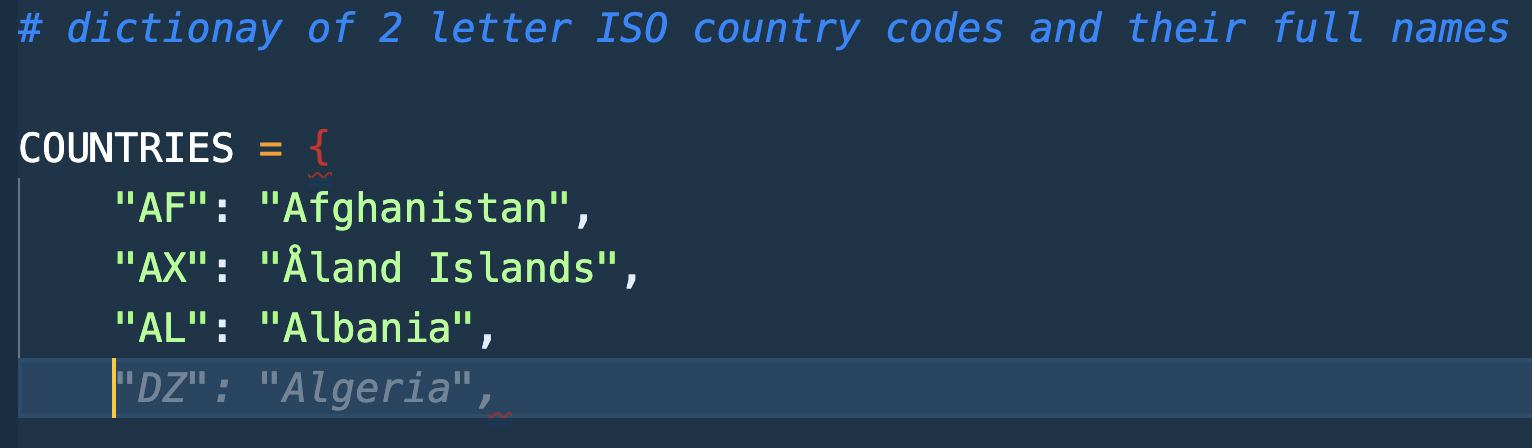 # dictionay of 2 letter ISO country codes and their full names
COUNTRIES = {
"AF": "Afghanistan",
"AX": "Åland Islands",
"AL": "Albania",
"DZ": "Algeria",